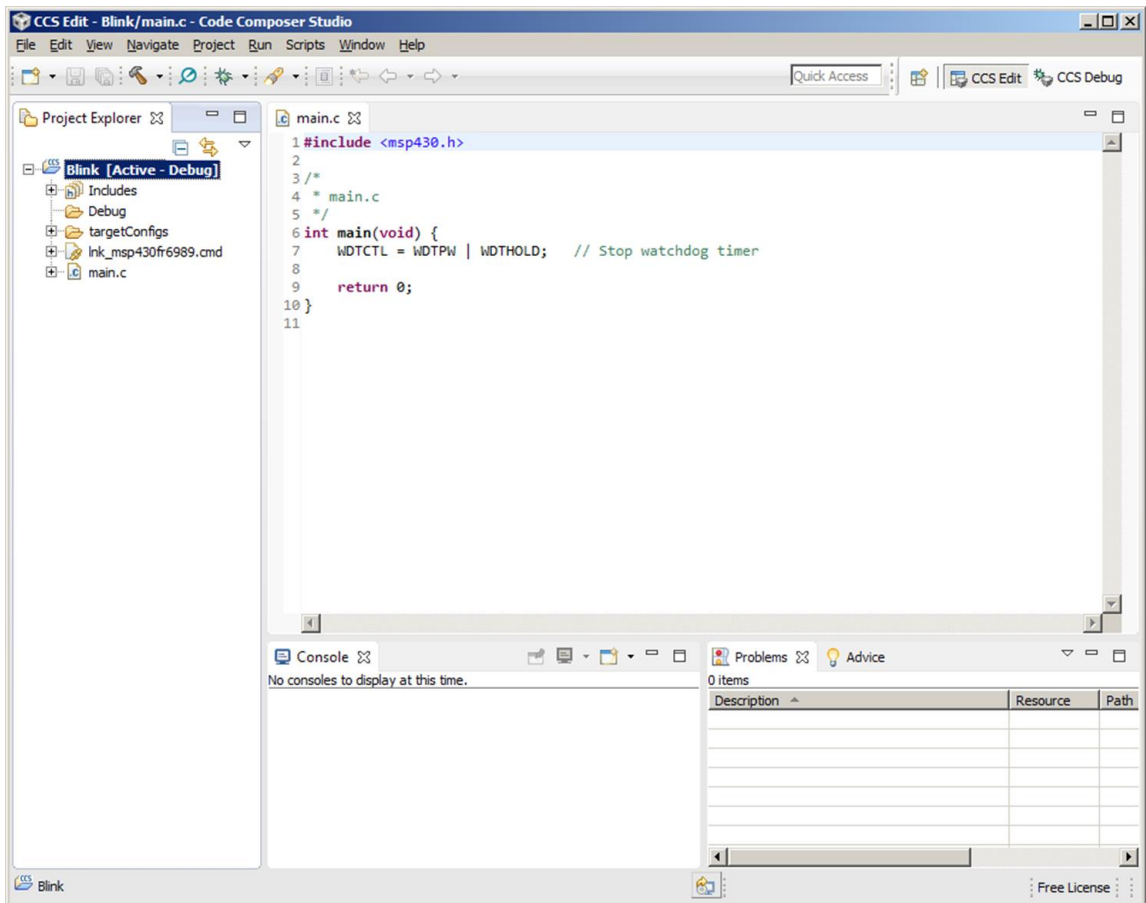 CCS Edit - Blink/main.c - Code Composer Studio
File Edit View Navigate Project Run Scripts Window Help
Quick Access
CCS Edit
CCS Debug
Project Explorer
Blink [Active - Debug]
Includes
Debug
targetConfigs
lnk_msp430fr6989.cmd
main.c
main.c
1 #include <msp430.h>
2
3 /*
4  * main.c
5  */
6 int main(void) {
7     WDTCTL = WDTPW | WDTHOLD;   // Stop watchdog timer
8
9     return 0;
10 }
11
Console
No consoles to display at this time.
Problems Advice
0 items
Description Resource Path
Blink
Free License